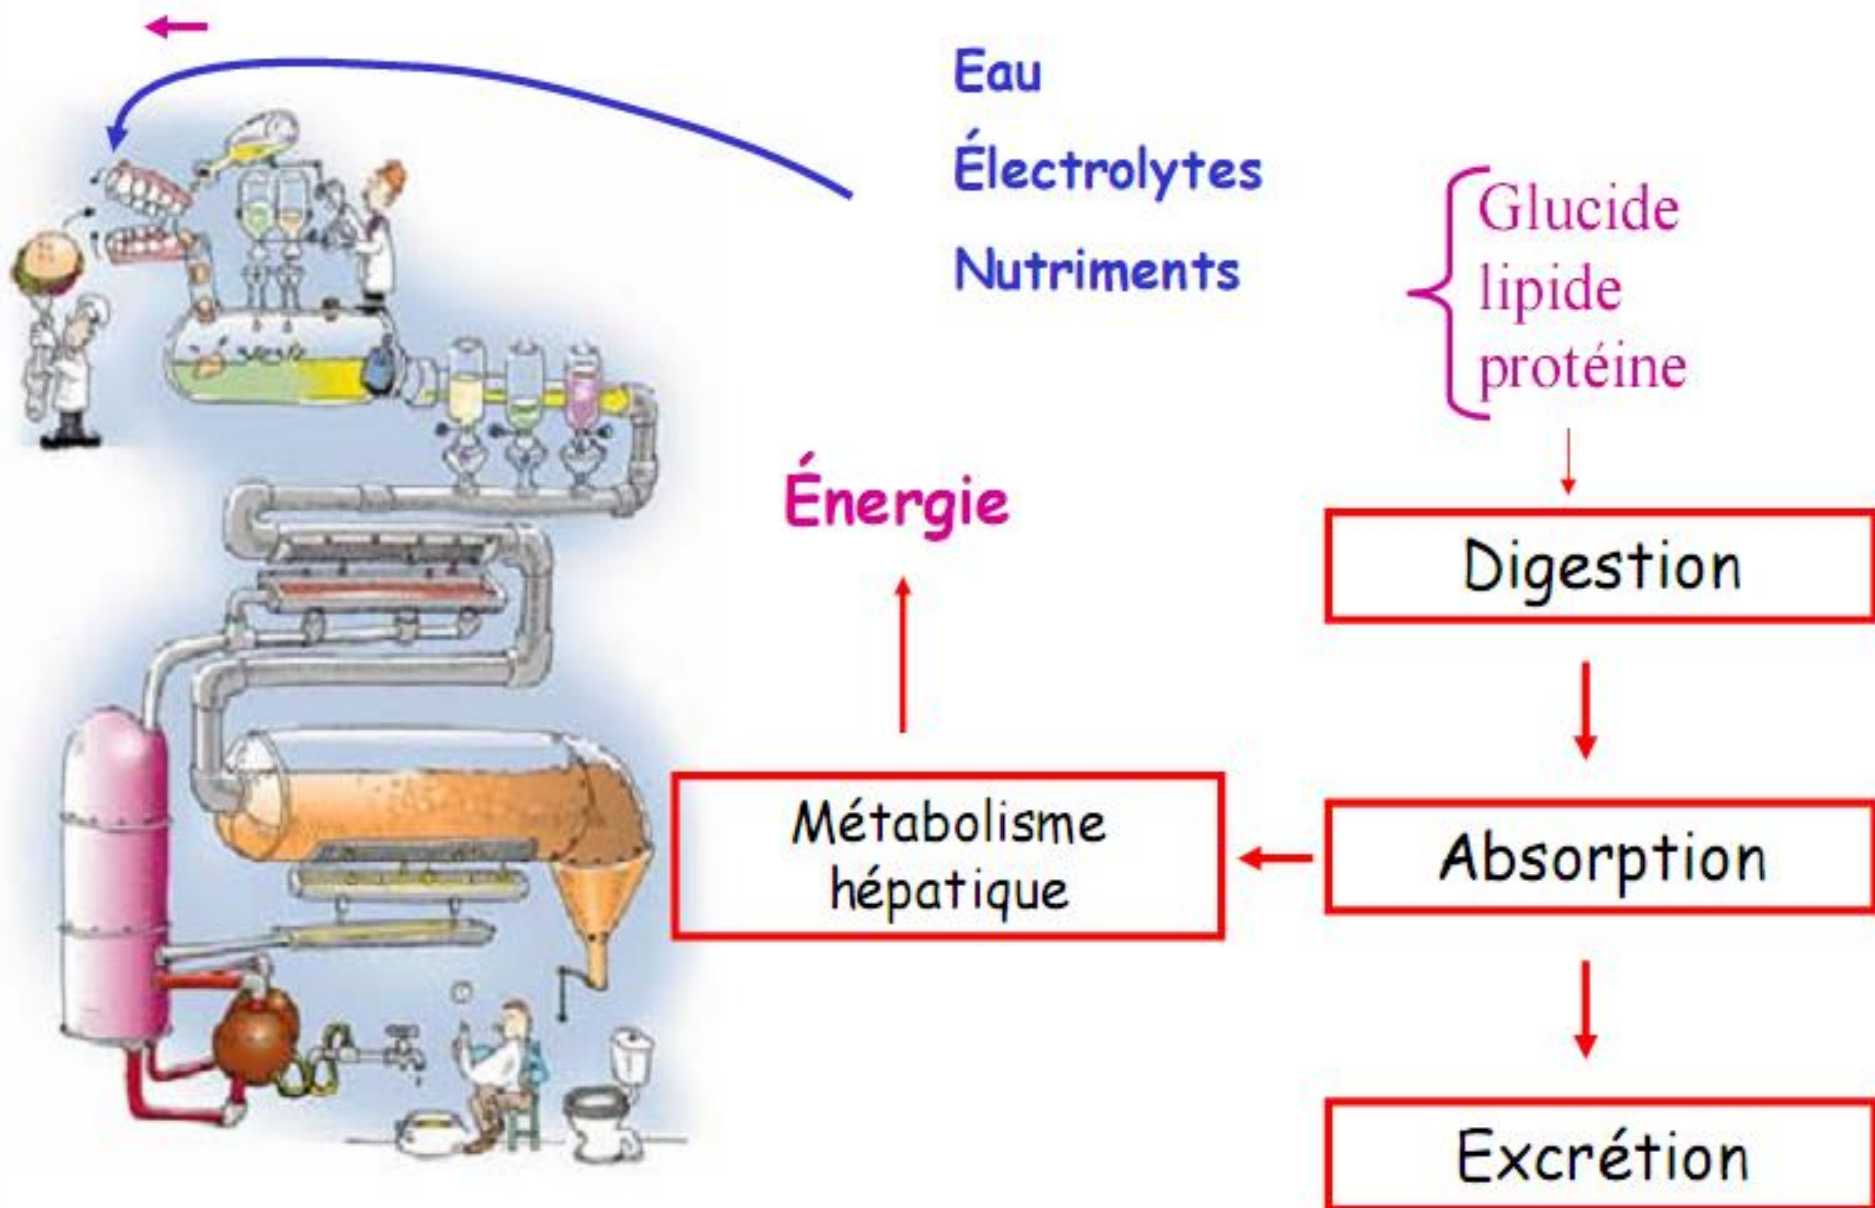 Eau
Électrolytes
Nutriments
Glucide
lipide
protéine
Énergie
Digestion
Métabolisme
hépatique
Absorption
Excrétion